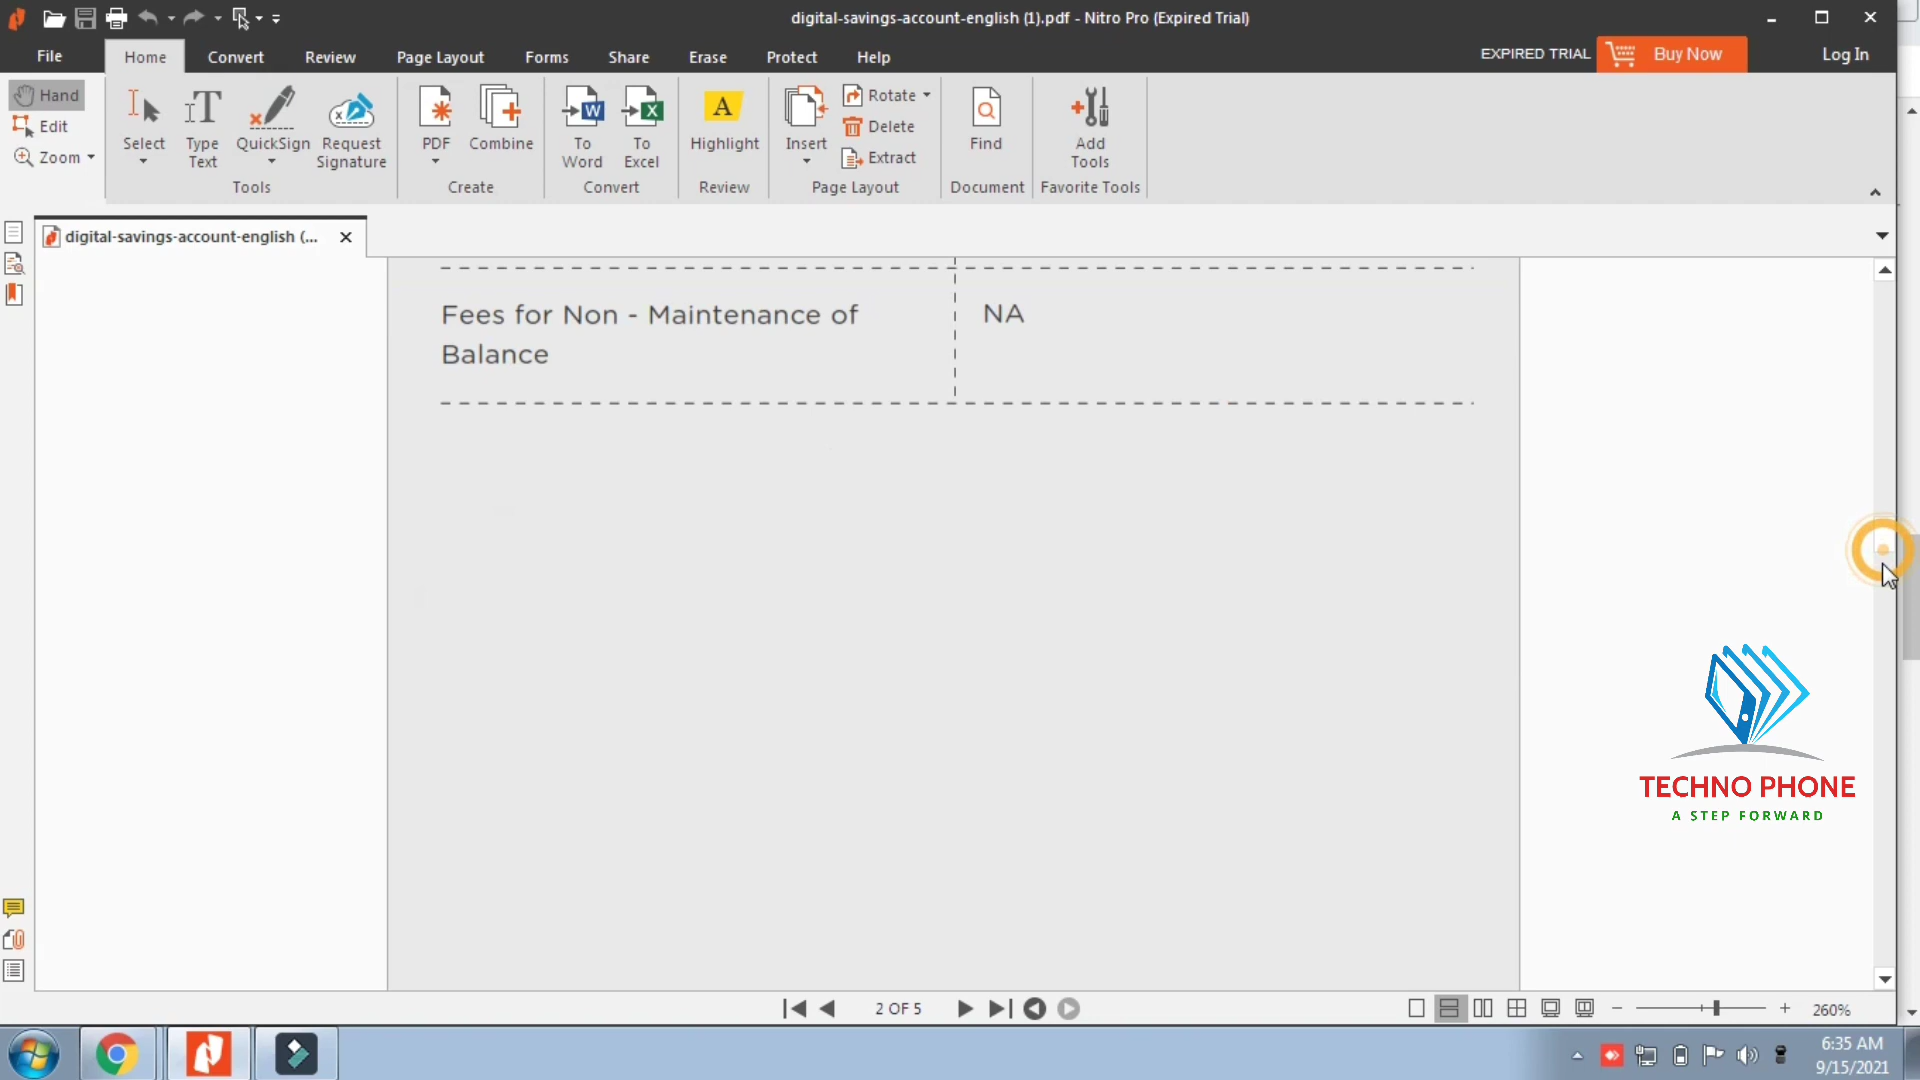 digital-savings-account-english (1).pdf - Nitro Pro (Expired Trial)
File Home Convert Review Page Layout Forms Share Erase Protect Help
EXPIRED TRIAL Buy Now Log In
Hand
Edit
Zoom
Select
Type Text
QuickSign
Request Signature
Tools
PDF
Combine
Create
To Word
To Excel
Convert
Highlight
Review
Insert
Rotate
Delete
Extract
Page Layout
Find
Document
Add Tools
Favorite Tools
digital-savings-account-english (...
Fees for Non - Maintenance of
Balance
NA
TECHNO PHONE
A STEP FORWARD
2 OF 5
260%
6:35 AM
9/15/2021